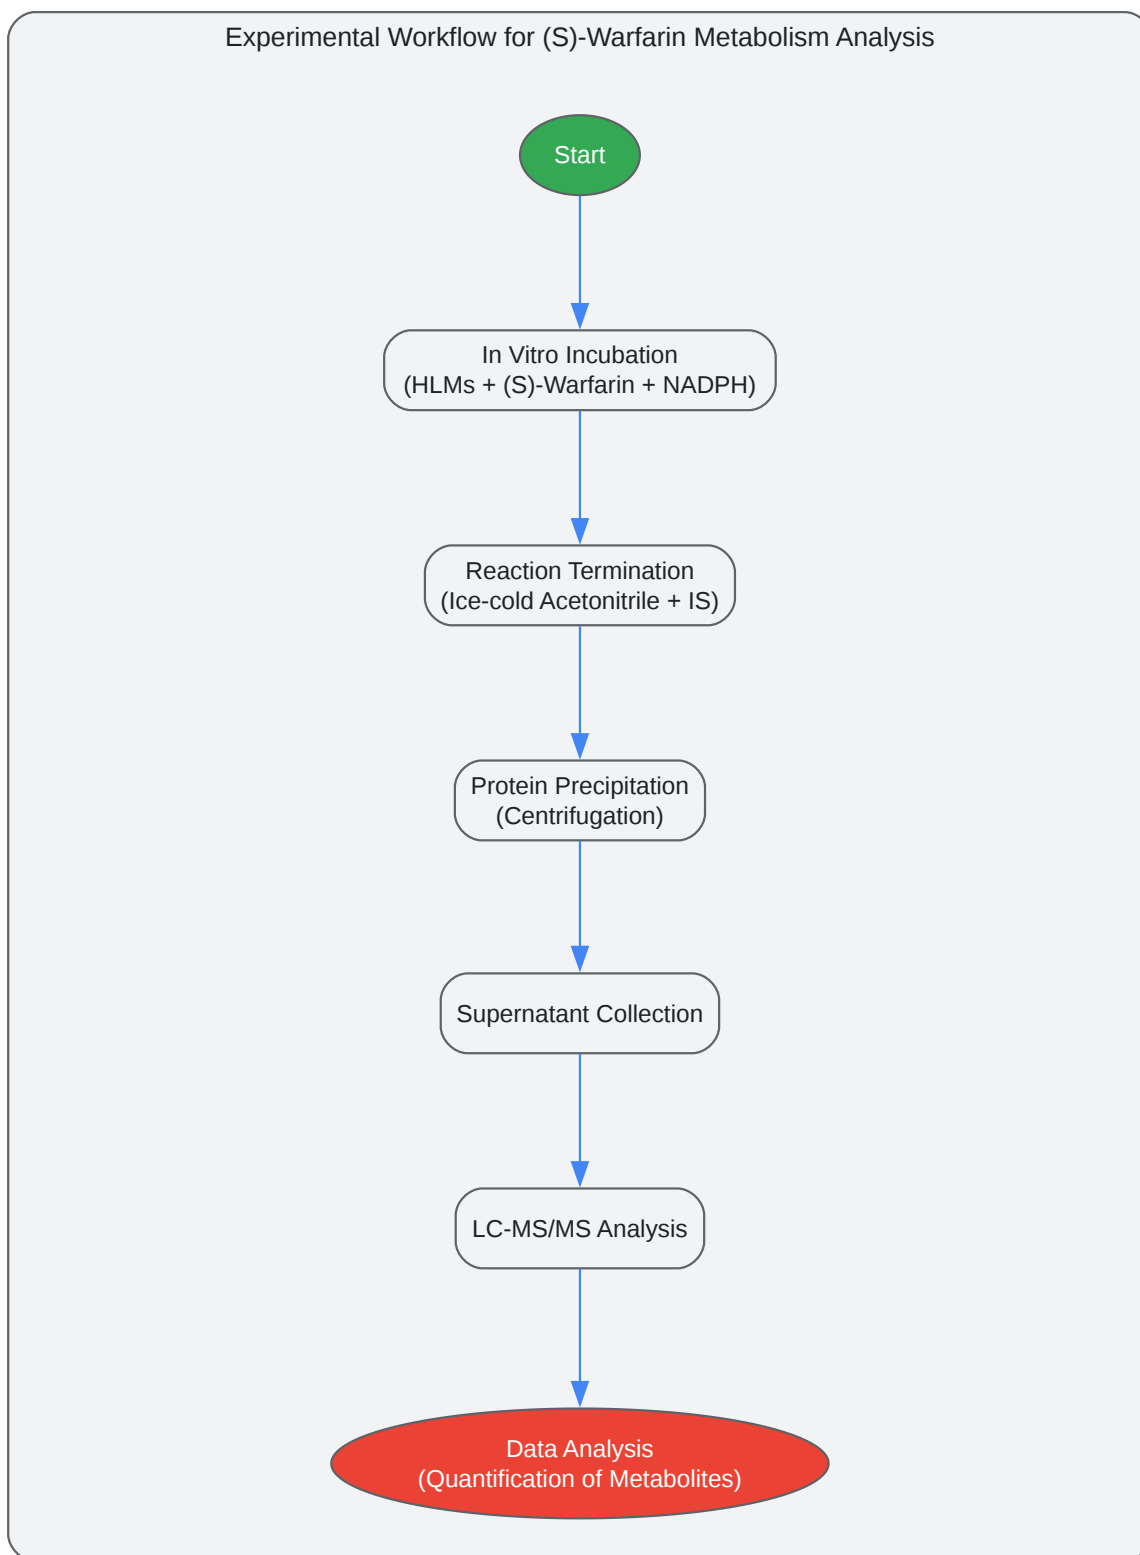 Experimental Workflow for (S)-Warfarin Metabolism Analysis
Start
In Vitro Incubation
(HLMs + (S)-Warfarin + NADPH)
Reaction Termination
(Ice-cold Acetonitrile + IS)
Protein Precipitation
(Centrifugation)
Supernatant Collection
LC-MS/MS Analysis
Data Analysis
(Quantification of Metabolites)